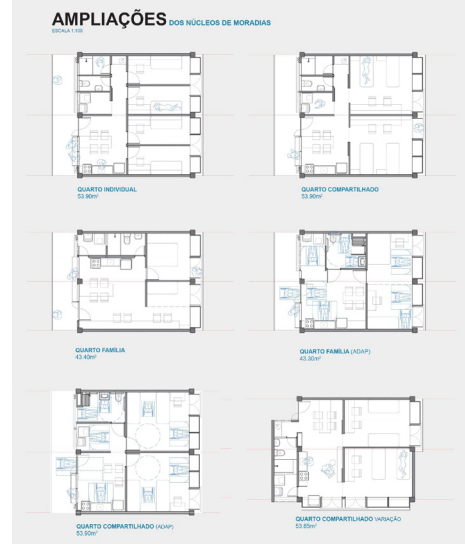 AMPLIAÇÕES DOS NÚCLEOS DE MORADIAS
ESCALA 1:100
QUARTO INDIVIDUAL
53.90m²
QUARTO COMPARTILHADO
53.90m²
QUARTO FAMÍLIA
43.40m²
QUARTO FAMÍLIA (ADAP)
43.30m²
QUARTO COMPARTILHADO (ADAP)
53.90m²
QUARTO COMPARTILHADO VARIAÇÃO
53.85m²